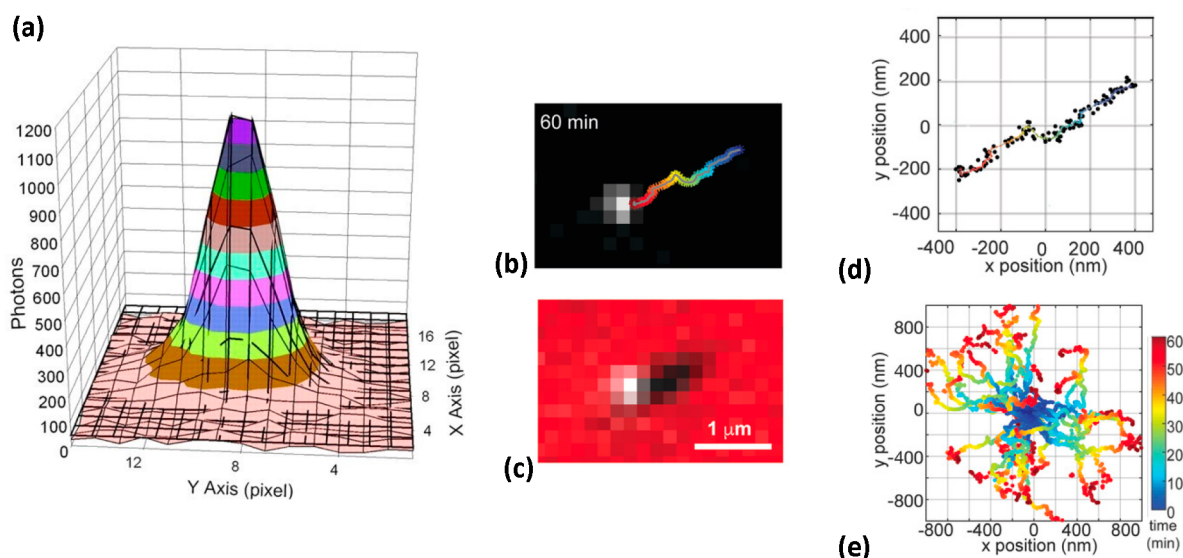 (a)
1200
1100
1000
900
800
700
600
500
400
300
200
100
0
Photons
12
8
4
Y Axis (pixel)
16
12
8
4
X Axis (pixel)
60 min
(b)
1 μm
(c)
400
200
0
-200
-400
y position (nm)
-400
-200
0
200
400
x position (nm)
(d)
800
400
0
-400
-800
y position (nm)
-800
-400
0
400
800
x position (nm)
60
50
40
30
20
10
0
time
(min)
(e)